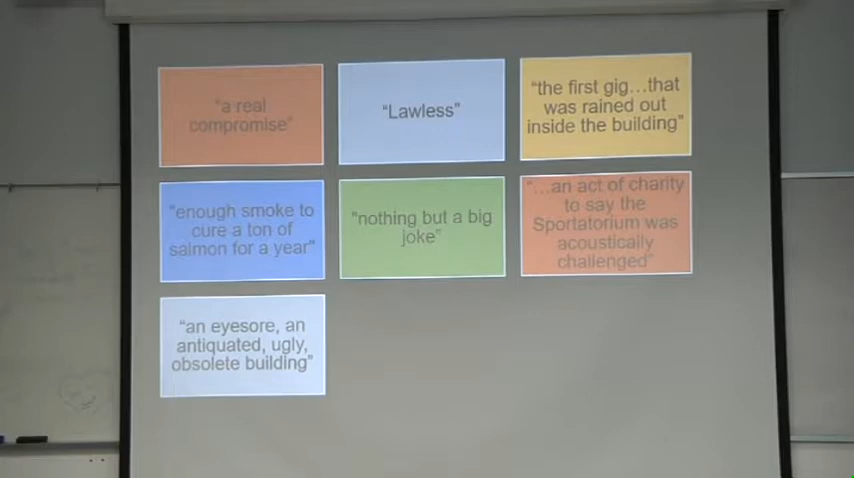 "a real
compromise"
"Lawless"
"the first gig...that
was rained out
inside the building"
"enough smoke to
cure a ton of
salmon for a year"
"nothing but a big
joke"
"...an act of charity
to say the
Sportatorium was
acoustically
challenged"
"an eyesore, an
antiquated, ugly,
obsolete building"